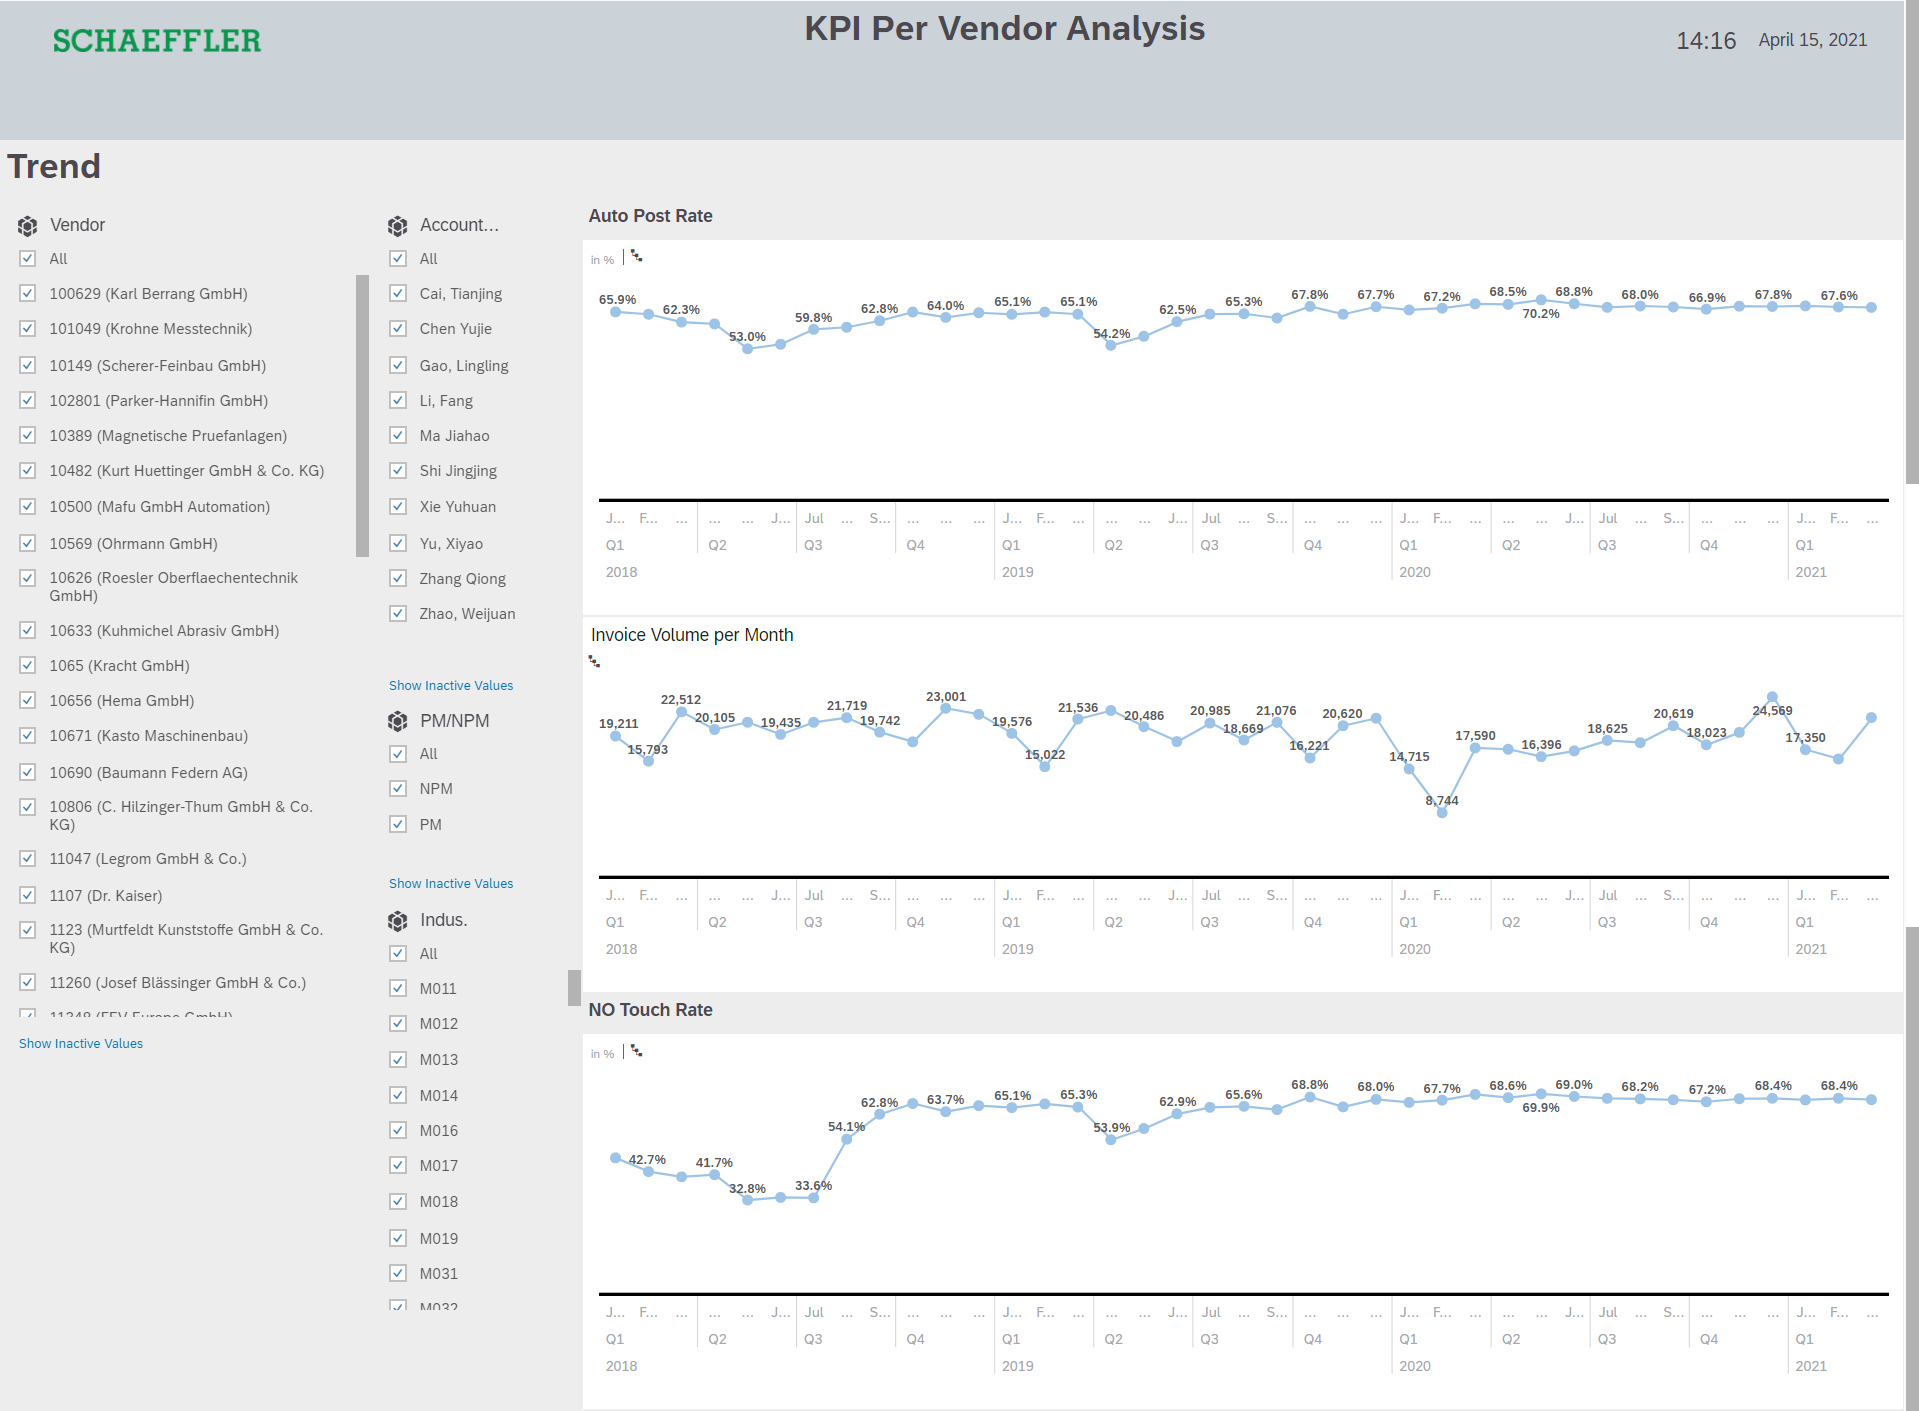 SCHAEFFLER
KPI Per Vendor Analysis
14:16 April 15, 2021
Trend
Vendor
All
100629 (Karl Berrang GmbH)
101049 (Krohne Messtechnik)
10149 (Scherer-Feinbau GmbH)
102801 (Parker-Hannifin GmbH)
10389 (Magnetische Pruefanlagen)
10482 (Kurt Huettinger GmbH & Co. KG)
10500 (Mafu GmbH Automation)
10569 (Ohrmann GmbH)
10626 (Roesler Oberflaechentechnik
GmbH)
10633 (Kuhmichel Abrasiv GmbH)
1065 (Kracht GmbH)
10656 (Hema GmbH)
10671 (Kasto Maschinenbau)
10690 (Baumann Federn AG)
10806 (C. Hilzinger-Thum GmbH & Co.
KG)
11047 (Legrom GmbH & Co.)
1107 (Dr. Kaiser)
1123 (Murtfeldt Kunststoffe GmbH & Co.
KG)
11260 (Josef Blässinger GmbH & Co.)
Show Inactive Values
Account...
All
Cai, Tianjing
Chen Yujie
Gao, Lingling
Li, Fang
Ma Jiahao
Shi Jingjing
Xie Yuhuan
Yu, Xiyao
Zhang Qiong
Zhao, Weijuan
Show Inactive Values
PM/NPM
All
NPM
PM
Show Inactive Values
Indus.
All
M011
M012
M013
M014
M016
M017
M018
M019
M031
M032
Auto Post Rate
in %
65.9% 62.3% 53.0% 59.8% 62.8% 64.0% 65.1% 65.1% 54.2% 62.5% 65.3% 67.8% 67.7% 67.2% 68.5% 70.2% 68.8% 68.0% 66.9% 67.8% 67.6%
J... F... ... ... ... J... Jul ... S... ... ... ... J... F... ... ... ... J... Jul ... S... ... ... ... J... F... ... ... ... J... Jul ... S... ... ... ... J... F... ...
Q1 Q2 Q3 Q4 Q1 Q2 Q3 Q4 Q1 Q2 Q3 Q4 Q1
2018 2019 2020 2021
Invoice Volume per Month
19,211 15,793 22,512 20,105 19,435 21,719 19,742 23,001 19,576 15,022 21,536 20,486 20,985 18,669 21,076 16,221 20,620 14,715 8,744 17,590 16,396 18,625 20,619 18,023 24,569 17,350
J... F... ... ... ... J... Jul ... S... ... ... ... J... F... ... ... ... J... Jul ... S... ... ... ... J... F... ... ... ... J... Jul ... S... ... ... ... J... F... ...
Q1 Q2 Q3 Q4 Q1 Q2 Q3 Q4 Q1 Q2 Q3 Q4 Q1
2018 2019 2020 2021
NO Touch Rate
in %
42.7% 41.7% 32.8% 33.6% 54.1% 62.8% 63.7% 65.1% 65.3% 53.9% 62.9% 65.6% 68.8% 68.0% 67.7% 68.6% 69.9% 69.0% 68.2% 67.2% 68.4% 68.4%
J... F... ... ... ... J... Jul ... S... ... ... ... J... F... ... ... ... J... Jul ... S... ... ... ... J... F... ... ... ... J... Jul ... S... ... ... ... J... F... ...
Q1 Q2 Q3 Q4 Q1 Q2 Q3 Q4 Q1 Q2 Q3 Q4 Q1
2018 2019 2020 2021